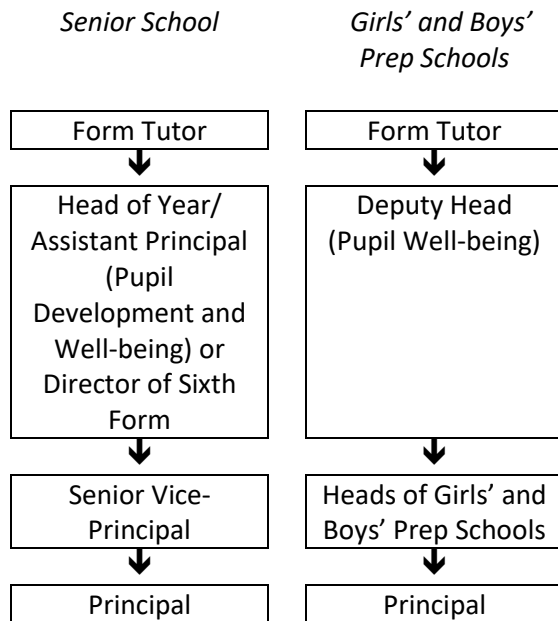 Senior School
Girls’ and Boys’
Prep Schools
Form Tutor
Form Tutor
Head of Year/
Assistant Principal
(Pupil
Development and
Well-being) or
Director of Sixth
Form
Deputy Head
(Pupil Well-being)
Senior Vice-
Principal
Heads of Girls’ and
Boys’ Prep Schools
Principal
Principal